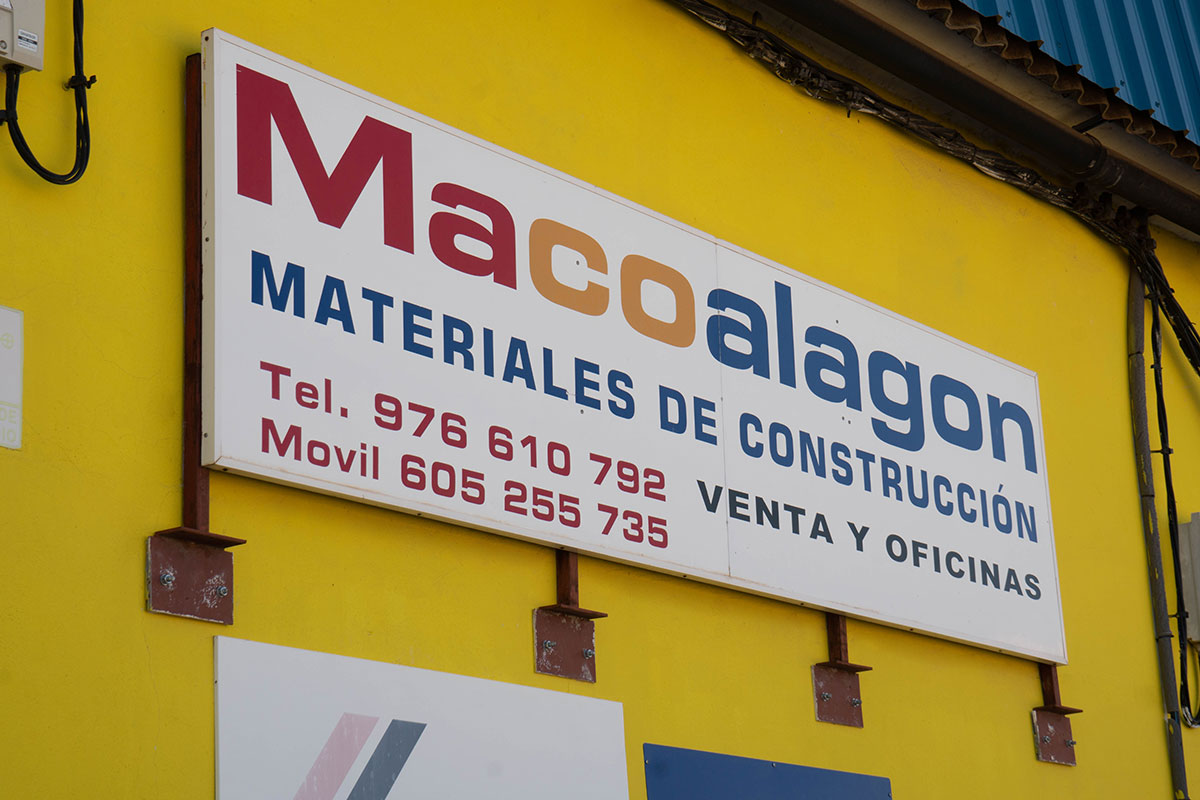 Macoalagon
MATERIALES DE CONSTRUCCIÓN
Tel. 976 610 792
Movil 605 255 735
VENTA Y OFICINAS